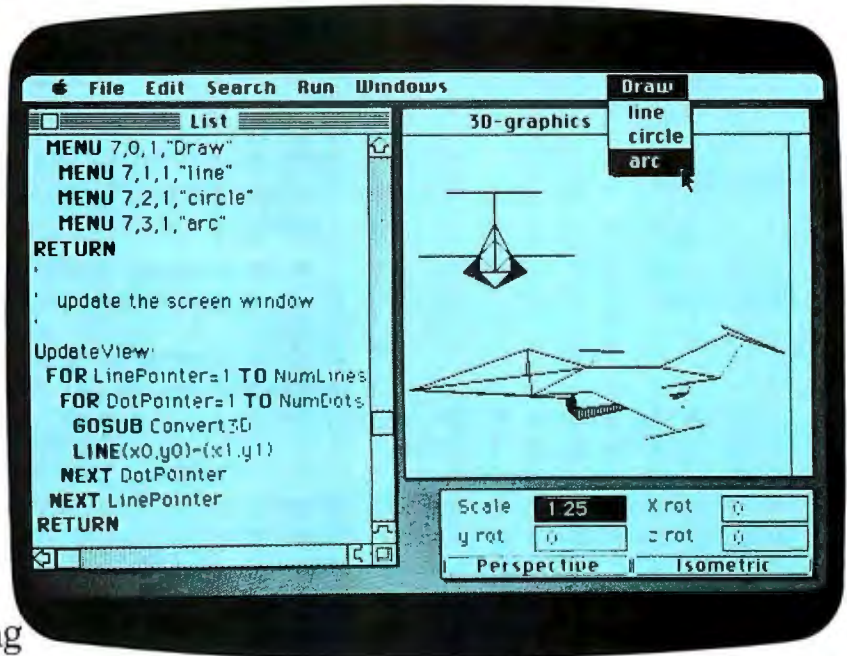 File Edit Search Run Windows Draw
line
circle
arc
List
MENU 7,0,1,"Draw"
MENU 7,1,1,"line"
MENU 7,2,1,"circle"
MENU 7,3,1,"arc"
RETURN
'
' update the screen window
'
UpdateView:
FOR LinePointer=1 TO NumLines
FOR DotPointer=1 TO NumDots
GOSUB Convert3D
LINE(x0,y0)-(x1,y1)
NEXT DotPointer
NEXT LinePointer
RETURN
3D-graphics
Scale 1.25 X rot 0
y rot 0 z rot 0
Perspective Isometric